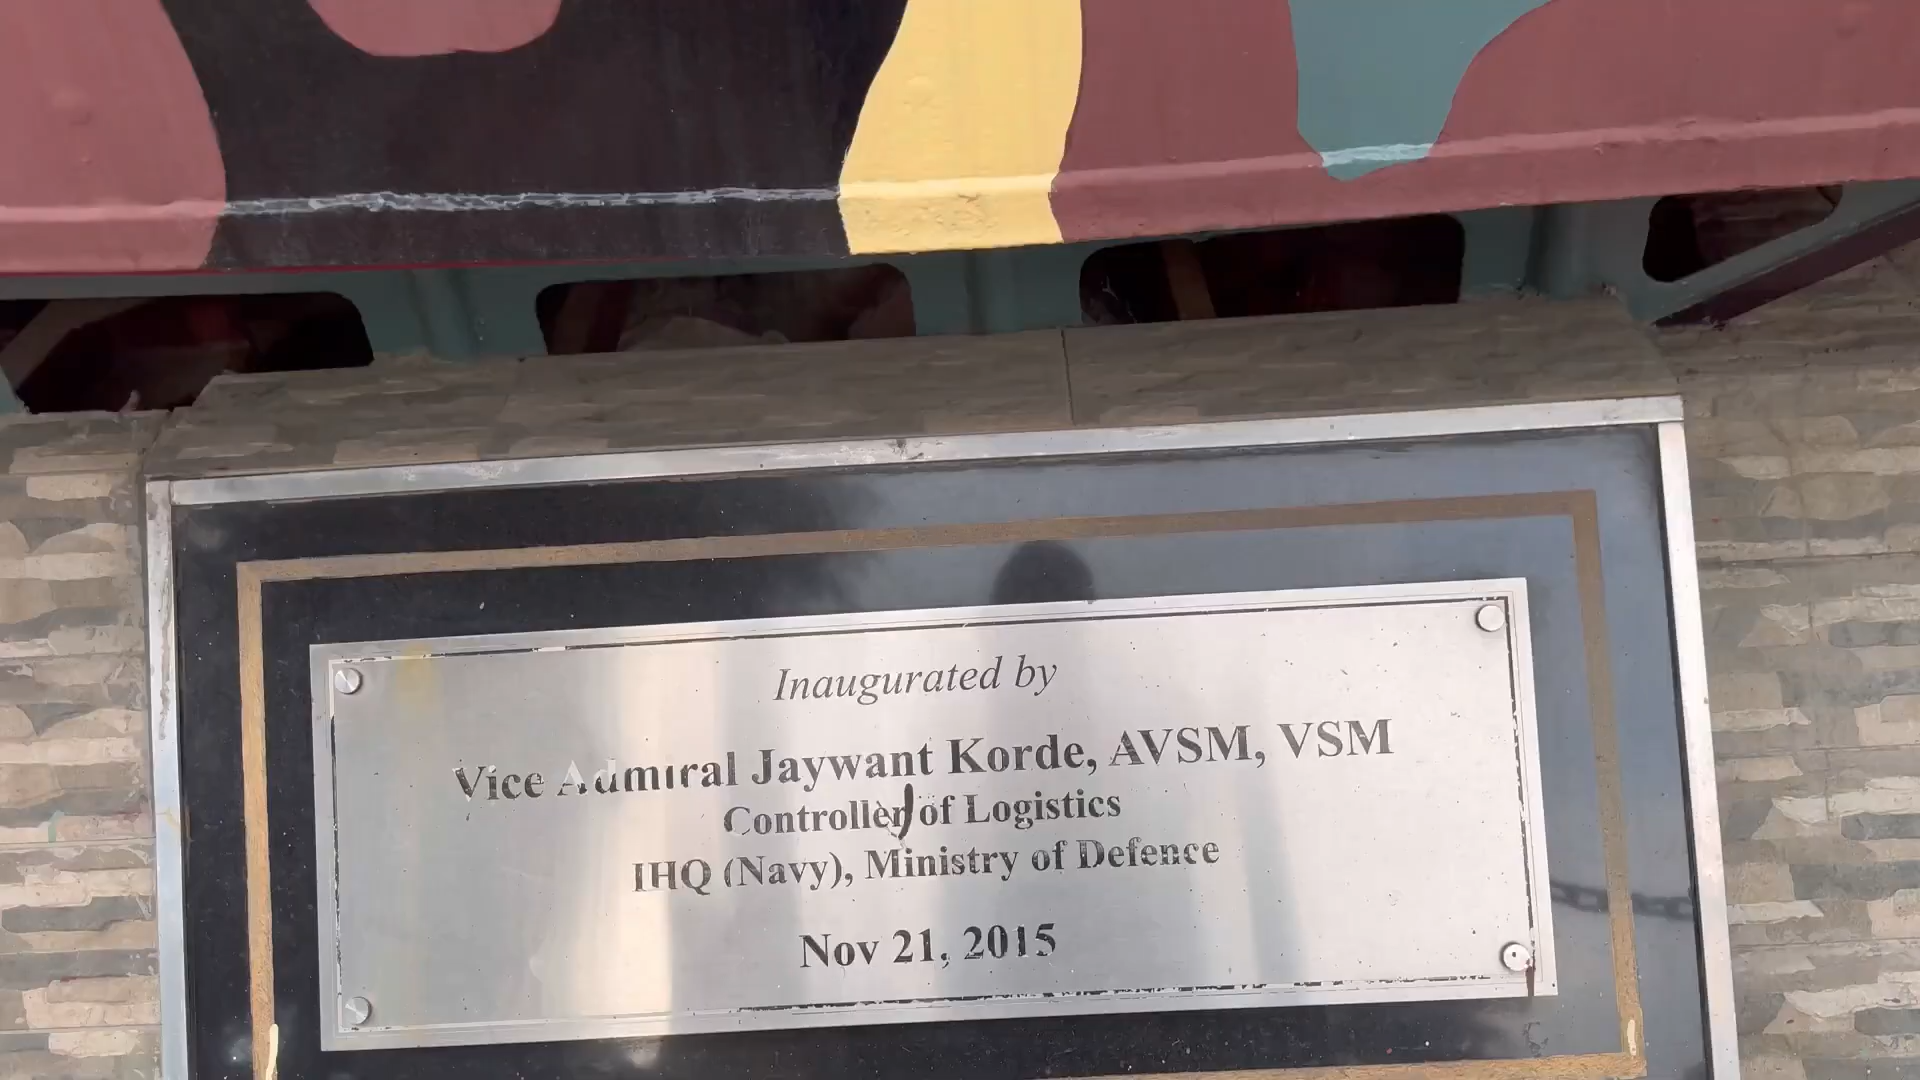 Inaugurated by
Vice Admiral Jaywant Korde, AVSM, VSM
Controller of Logistics
IHQ (Navy), Ministry of Defence
Nov 21, 2015